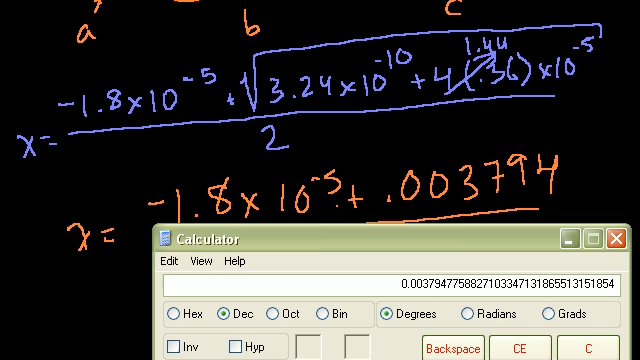 a b c
x = -1.8x10^-5 + √3.24x10^-10 + 4(.36)x10^-5 1.44
2
x = -1.8x10^-5 + .003794
Calculator
Edit View Help
0.0037947758827103347131865513151854
Hex Dec Oct Bin Degrees Radians Grads
Inv Hyp Backspace CE C